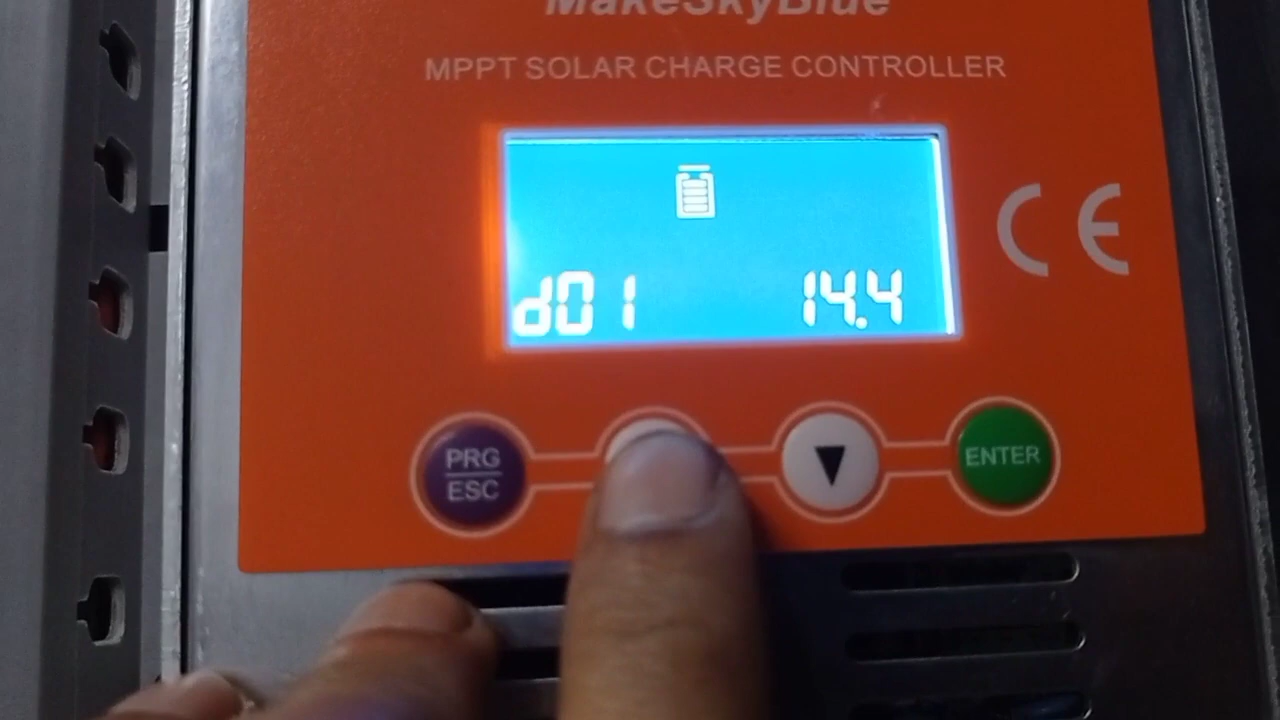 MakeSkyBlue
MPPT SOLAR CHARGE CONTROLLER
CE
d01 14.4
PRG
ESC
ENTER